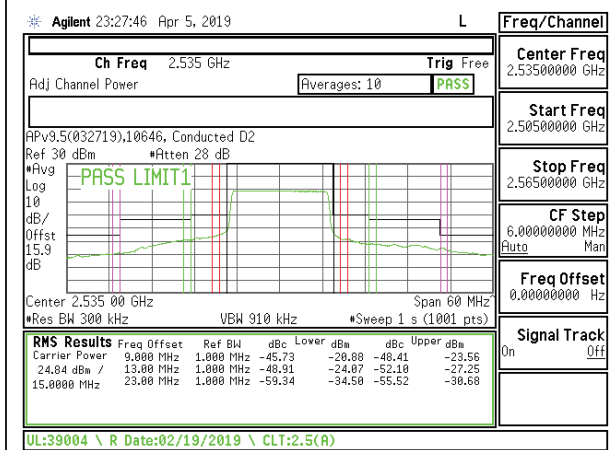 Agilent 23:27:46 Apr 5, 2019 L Freq/Channel
Ch Freq 2.535 GHz Trig Free
Adj Channel Power Averages: 10 PASS
Center Freq
2.53500000 GHz
Start Freq
2.50500000 GHz
APv9.5(032719),10646, Conducted D2
Ref 30 dBm #Atten 28 dB
#Avg
Log
10
dB/
Offst
15.9
dB
PASS LIMIT1
Stop Freq
2.56500000 GHz
CF Step
6.00000000 MHz
Auto Man
Freq Offset
0.00000000 Hz
Center 2.535 00 GHz Span 60 MHz^
#Res BW 300 kHz VBW 910 kHz #Sweep 1 s (1001 pts)
Signal Track
On Off
RMS Results Freq Offset Ref BW dBc Lower dBm dBc Upper dBm
Carrier Power 9.000 MHz 1.000 MHz -45.73 -20.88 -48.41 -23.56
24.84 dBm / 13.00 MHz 1.000 MHz -48.91 -24.07 -52.10 -27.25
15.0000 MHz 23.00 MHz 1.000 MHz -59.34 -34.50 -55.52 -30.68
UL:39004 \ R Date:02/19/2019 \ CLT:2.5(A)